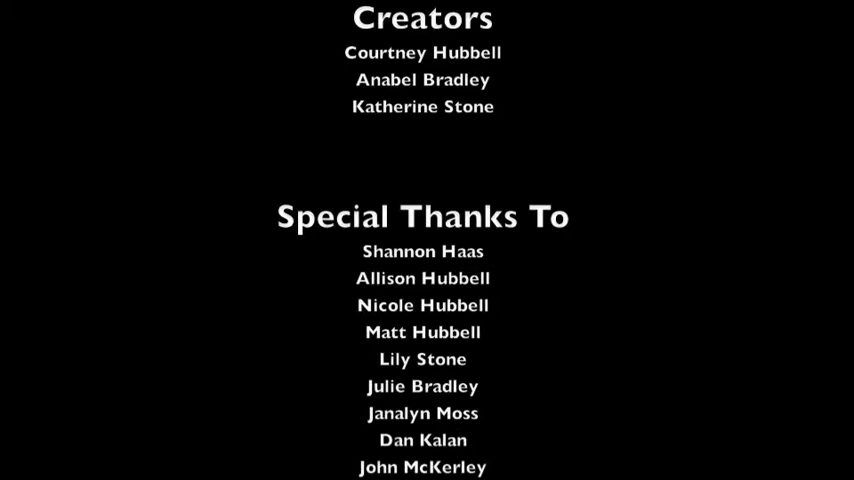 Creators
Courtney Hubbell
Anabel Bradley
Katherine Stone
Special Thanks To
Shannon Haas
Allison Hubbell
Nicole Hubbell
Matt Hubbell
Lily Stone
Julie Bradley
Janalyn Moss
Dan Kalan
John McKerley